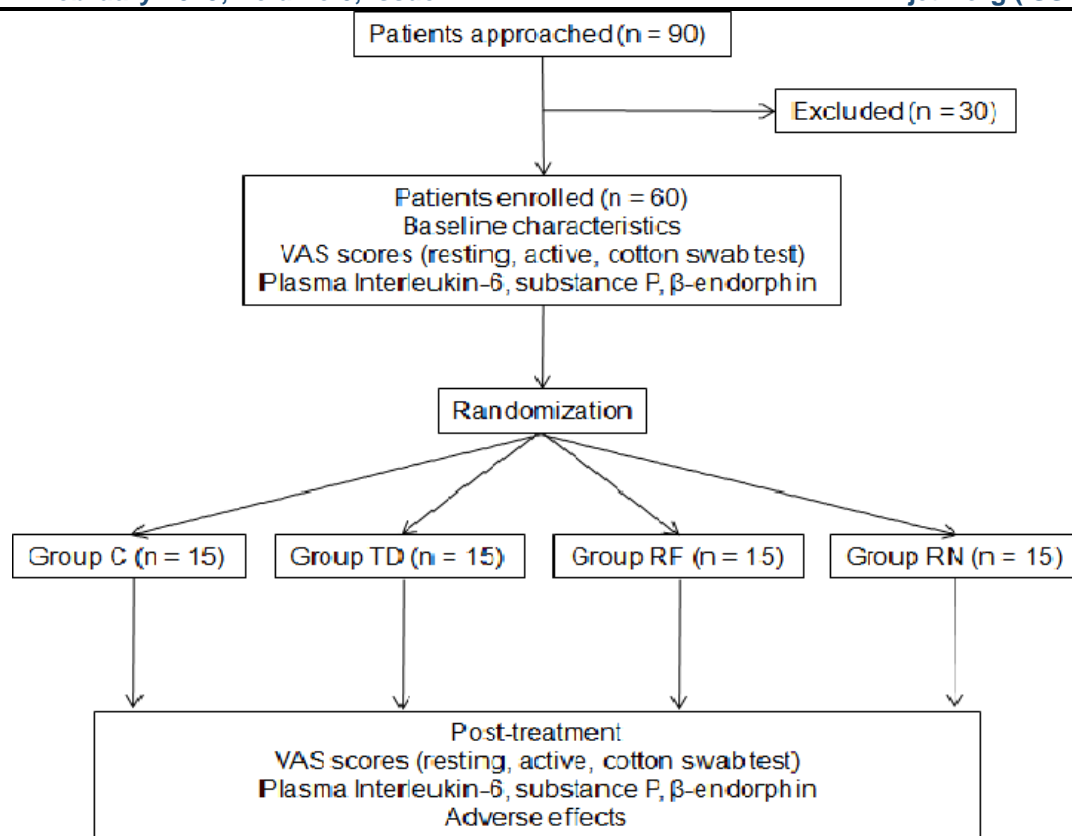 Patients approached (n = 90)
Excluded (n = 30)
Patients enrolled (n = 60)
Baseline characteristics
VAS scores (resting, active, cotton swab test)
Plasma Interleukin-6, substance P, β-endorphin
Randomization
Group C (n = 15)
Group TD (n = 15)
Group RF (n = 15)
Group RN (n = 15)
Post-treatment
VAS scores (resting, active, cotton swab test)
Plasma Interleukin-6, substance P, β-endorphin
Adverse effects